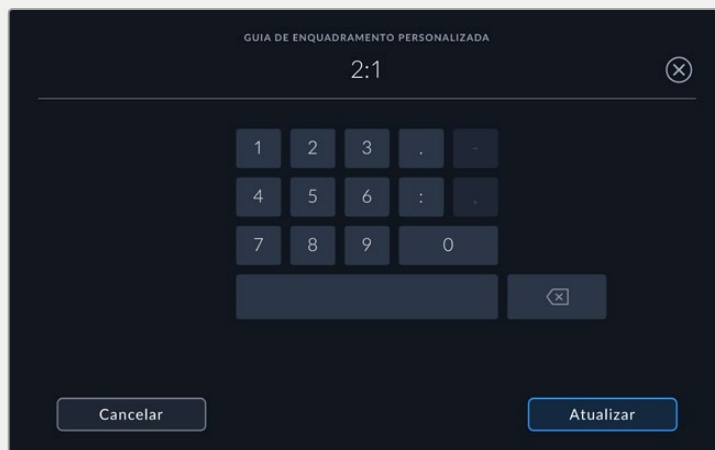 GUIA DE ENQUADRAMENTO PERSONALIZADA
2:1
1 2 3 . -
4 5 6 : ,
7 8 9 0
Cancelar Atualizar